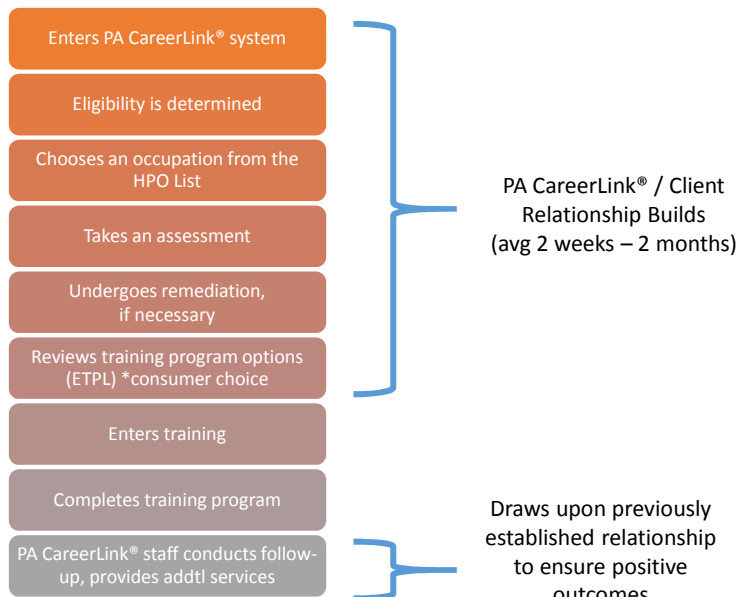 Enters PA CareerLink® system
Eligibility is determined
Chooses an occupation from the
HPO List
Takes an assessment
Undergoes remediation,
if necessary
Reviews training program options
(ETPL) *consumer choice
Enters training
Completes training program
PA CareerLink® staff conducts follow-
up, provides addtl services
PA CareerLink® / Client
Relationship Builds
(avg 2 weeks – 2 months)
Draws upon previously
established relationship
to ensure positive
outcomes